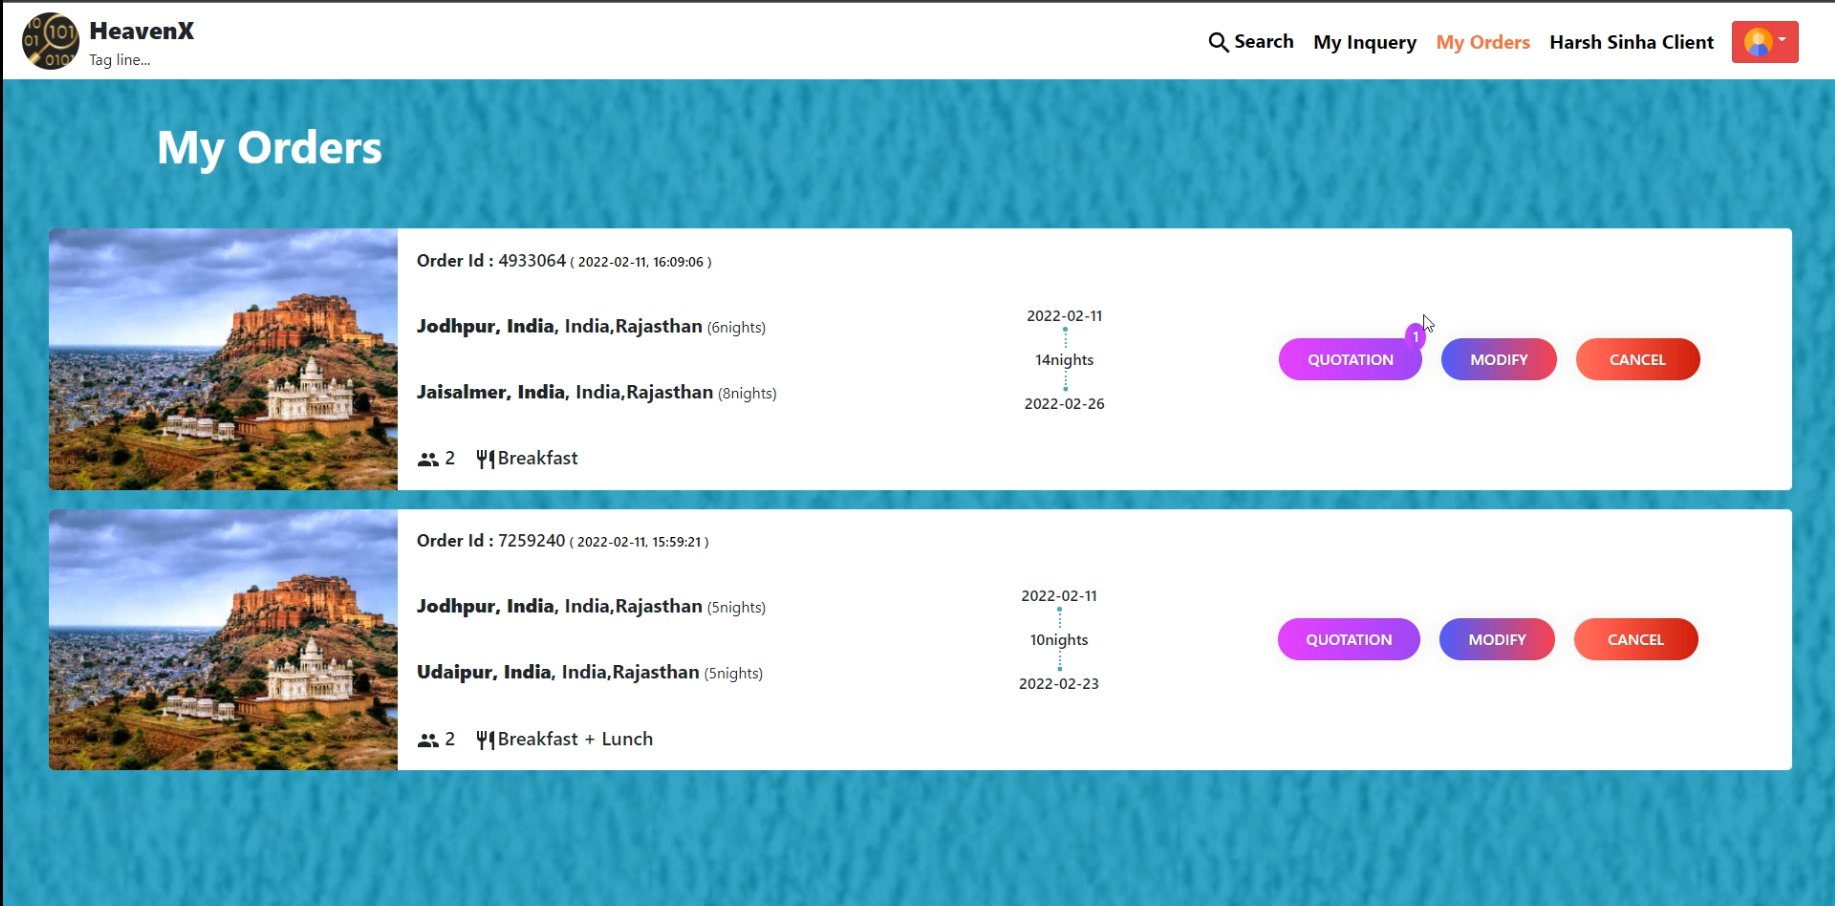 HeavenX
Tag line...
Search My Inquery My Orders Harsh Sinha Client
My Orders
Order Id : 4933064 ( 2022-02-11, 16:09:06 )
Jodhpur, India, India,Rajasthan (6nights)
Jaisalmer, India, India,Rajasthan (8nights)
2 Breakfast
2022-02-11
14nights
2022-02-26
1
QUOTATION MODIFY CANCEL
Order Id : 7259240 ( 2022-02-11, 15:59:21 )
Jodhpur, India, India,Rajasthan (5nights)
Udaipur, India, India,Rajasthan (5nights)
2 Breakfast + Lunch
2022-02-11
10nights
2022-02-23
QUOTATION MODIFY CANCEL